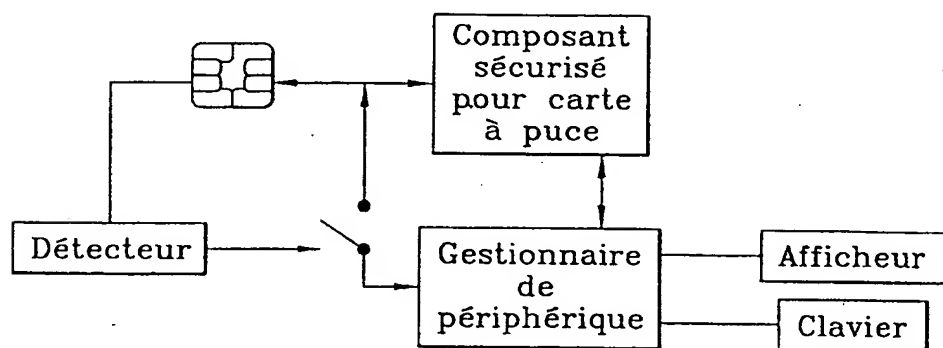 Composant
sécurisé
pour carte
à puce
Détecteur
Gestionnaire
de
périphérique
Afficheur
Clavier